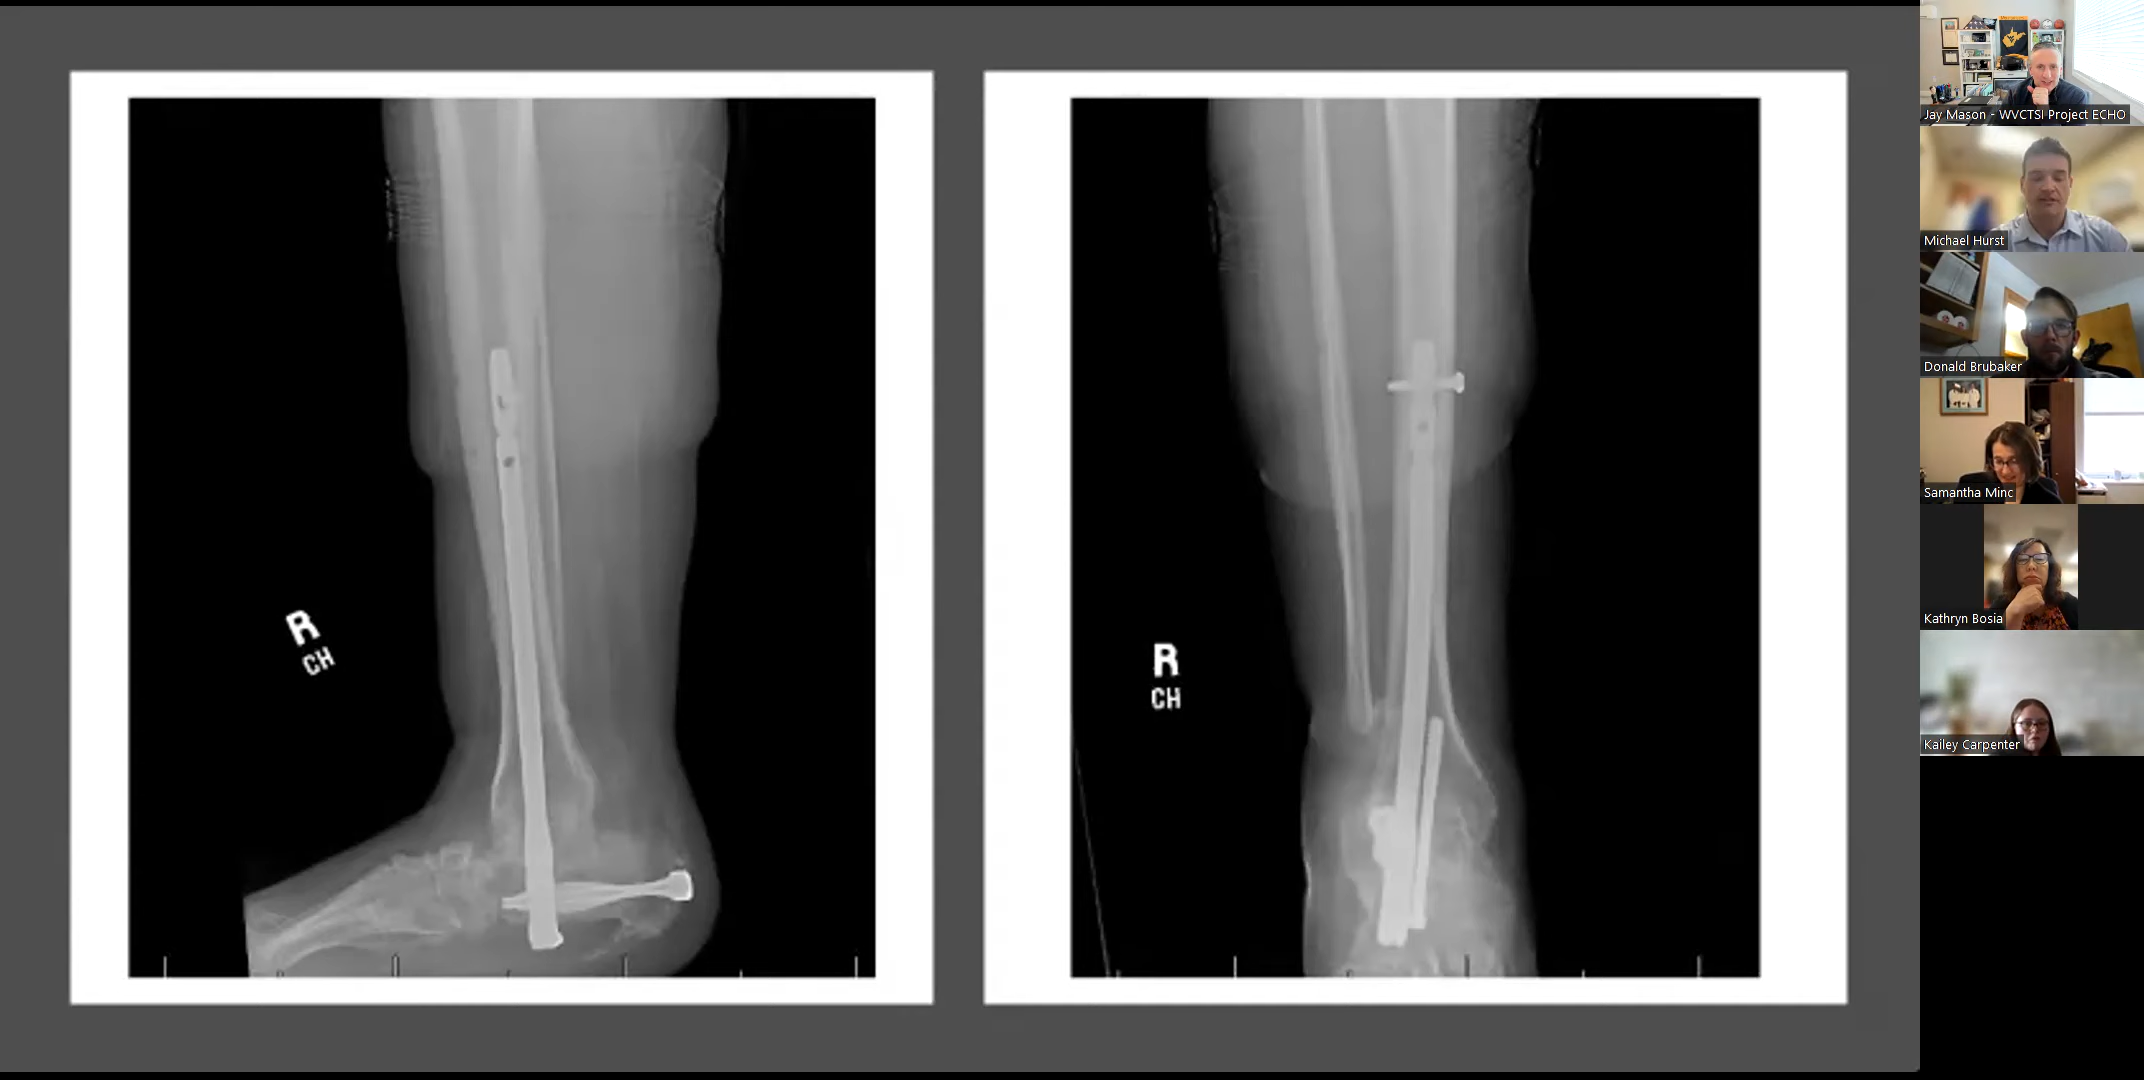 R
CH
R
CH
Jay Mason - WVCTSI Project ECHO
Michael Hurst
Donald Brubaker
Samantha Minc
Kathryn Bosia
Kailey Carpenter